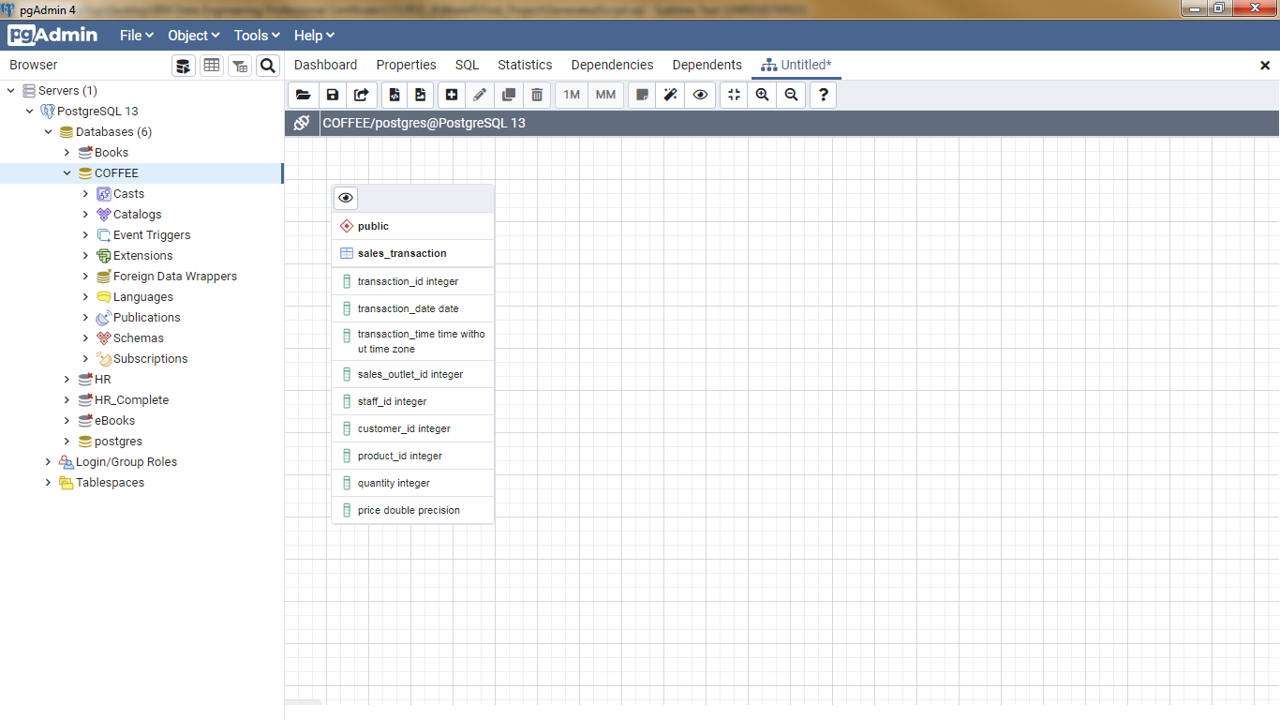 pgAdmin 4
pgAdmin File Object Tools Help
Browser
Dashboard Properties SQL Statistics Dependencies Dependents Untitled*
Servers (1)
PostgreSQL 13
Databases (6)
Books
COFFEE
Casts
Catalogs
Event Triggers
Extensions
Foreign Data Wrappers
Languages
Publications
Schemas
Subscriptions
HR
HR_Complete
eBooks
postgres
Login/Group Roles
Tablespaces
1M MM ?
COFFEE/postgres@PostgreSQL 13
public
sales_transaction
transaction_id integer
transaction_date date
transaction_time time witho
ut time zone
sales_outlet_id integer
staff_id integer
customer_id integer
product_id integer
quantity integer
price double precision